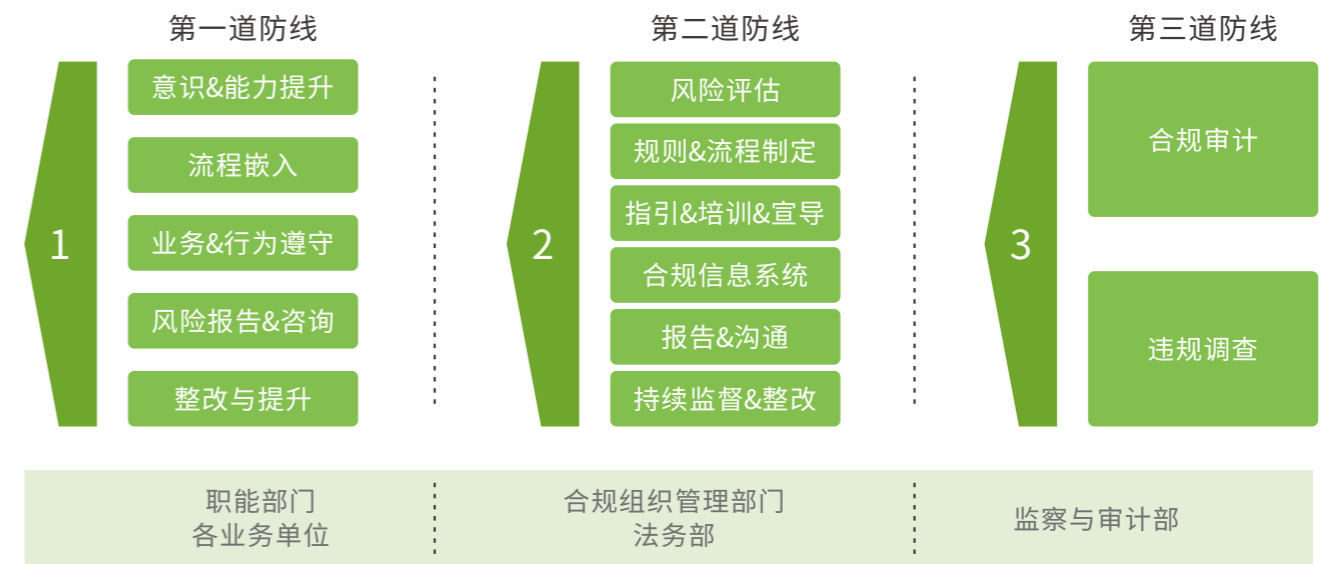 第一道防线
1
意识&能力提升
流程嵌入
业务&行为遵守
风险报告&咨询
整改与提升
职能部门
各业务单位
第二道防线
2
风险评估
规则&流程制定
指引&培训&宣导
合规信息系统
报告&沟通
持续监督&整改
合规组织管理部门
法务部
第三道防线
3
合规审计
违规调查
监察与审计部